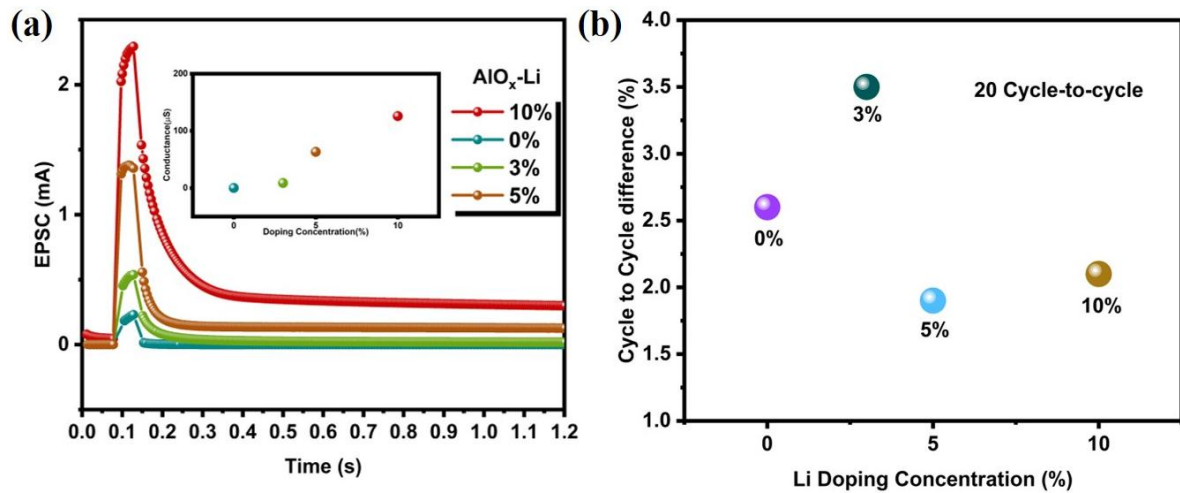 (a)
EPSC (mA)
2
1
0
0.0 0.1 0.2 0.3 0.4 0.5 0.6 0.7 0.8 0.9 1.0 1.1 1.2
Time (s)
Conductance(μS)
200
100
0
0 5 10
Doping Concentration(%)
AlOₓ-Li
10%
0%
3%
5%
(b)
Cycle to Cycle difference (%)
4.0
3.5
3.0
2.5
2.0
1.5
1.0
20 Cycle-to-cycle
3%
0%
5%
10%
0 5 10
Li Doping Concentration (%)